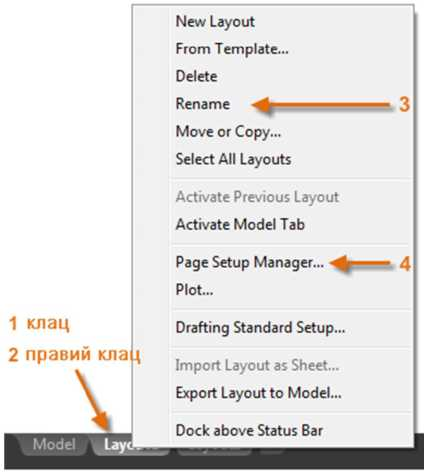 New Layout
From Template...
Delete
Rename
3
Move or Copy...
Select All Layouts
Activate Previous Layout
Activate Model Tab
Page Setup Manager...
4
Plot...
1 клац
Drafting Standard Setup...
2 правий клац
Import Layout as Sheet...
Export Layout to Model...
Dock above Status Bar
Model